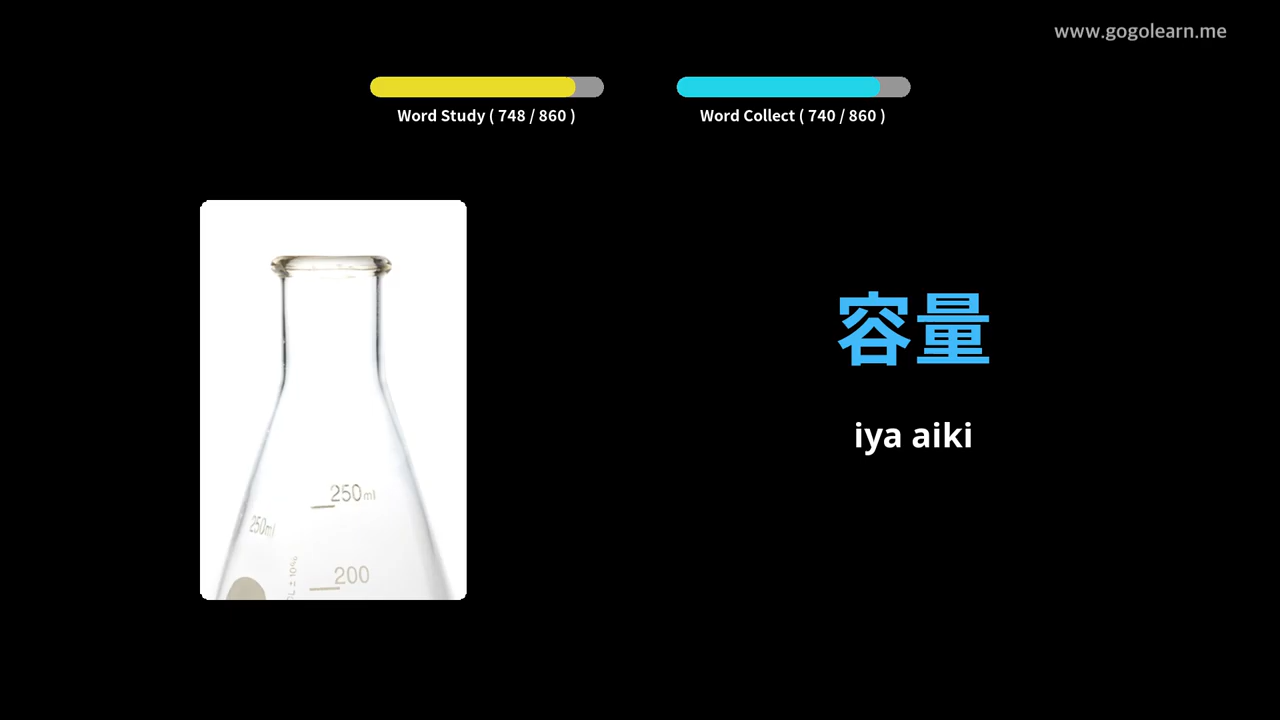 www.gogolearn.me
Word Study ( 748 / 860 )
Word Collect ( 740 / 860 )
容量
iya aiki
250ml
250ml
200